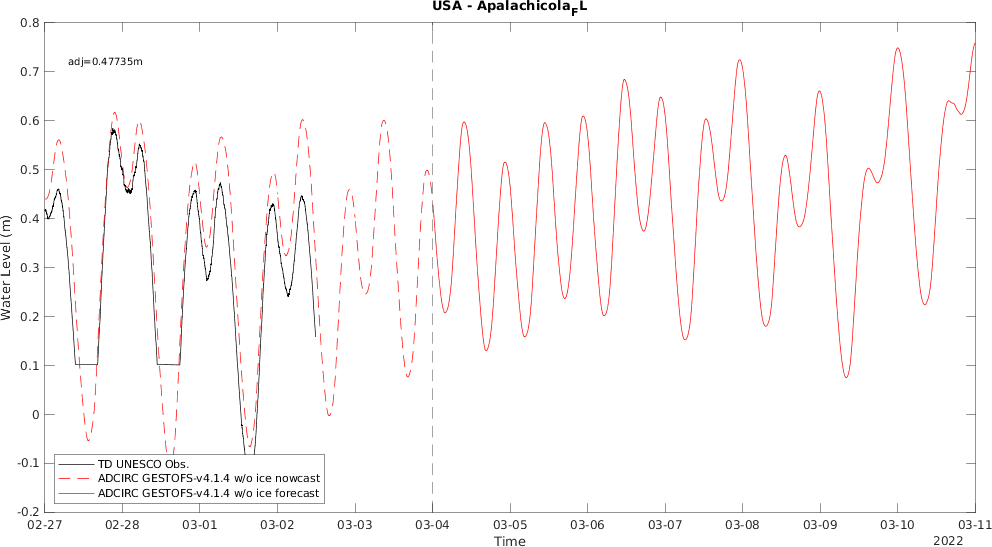 USA - Apalachicola_FL
adj=0.47735m
Water Level (m)
0.8
0.7
0.6
0.5
0.4
0.3
0.2
0.1
0
-0.1
-0.2
TD UNESCO Obs.
ADCIRC GESTOFS-v4.1.4 w/o ice nowcast
ADCIRC GESTOFS-v4.1.4 w/o ice forecast
02-27 02-28 03-01 03-02 03-03 03-04 03-05 03-06 03-07 03-08 03-09 03-10 03-11
Time
2022